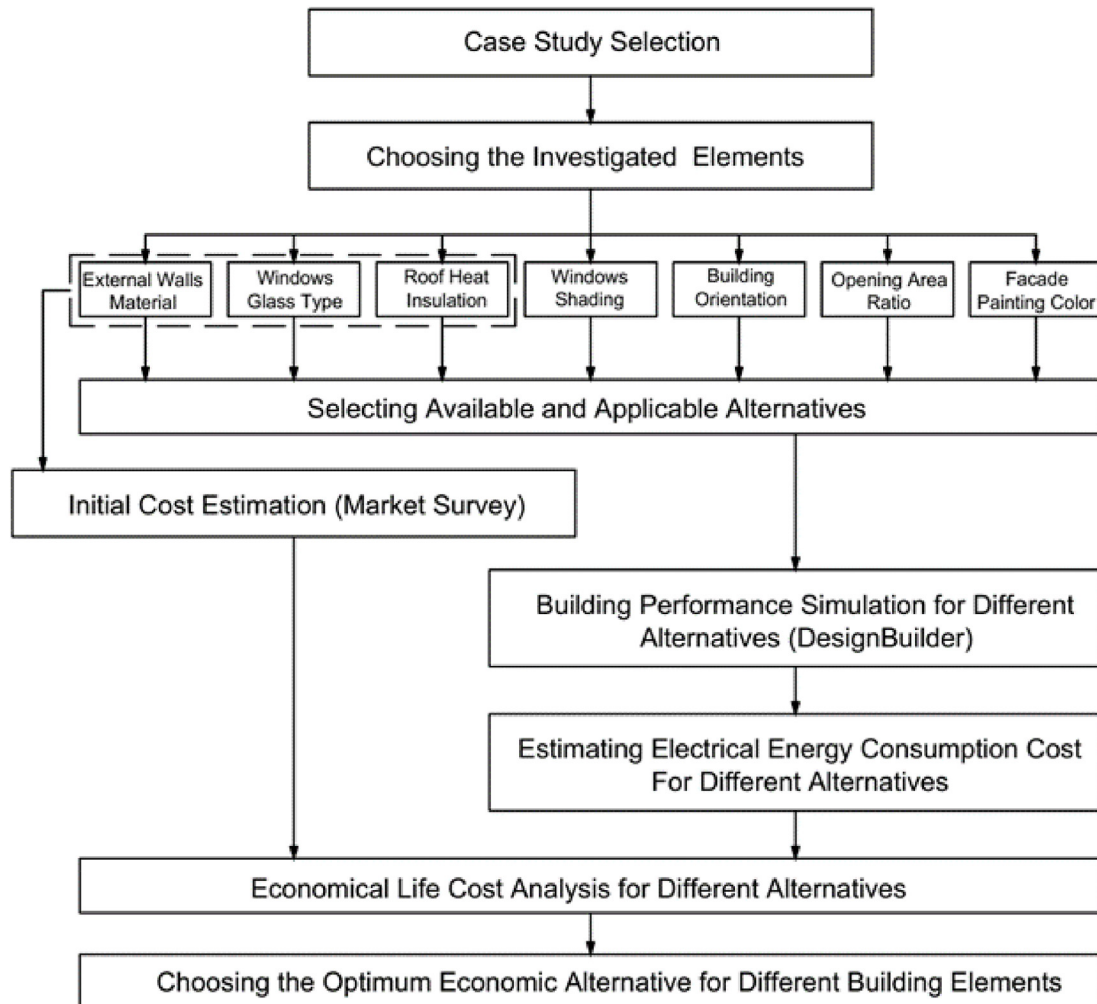 Case Study Selection
Choosing the Investigated Elements
External Walls
Material
Windows
Glass Type
Roof Heat
Insulation
Windows
Shading
Building
Orientation
Opening Area
Ratio
Facade
Painting Color
Selecting Available and Applicable Alternatives
Initial Cost Estimation (Market Survey)
Building Performance Simulation for Different
Alternatives (DesignBuilder)
Estimating Electrical Energy Consumption Cost
For Different Alternatives
Economical Life Cost Analysis for Different Alternatives
Choosing the Optimum Economic Alternative for Different Building Elements